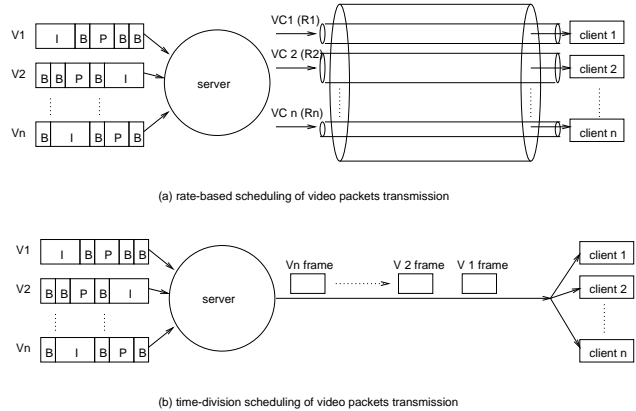 V1 I B P B B
VC1 (R1)
client 1
V2 B B P B I
VC 2 (R2)
client 2
server
Vn B I B P B
VC n (Rn)
client n
(a) rate-based scheduling of video packets transmission
V1 I B P B B
client 1
Vn frame V 2 frame V 1 frame
V2 B B P B I
client 2
server
Vn B I B P B
client n
(b) time-division scheduling of video packets transmission